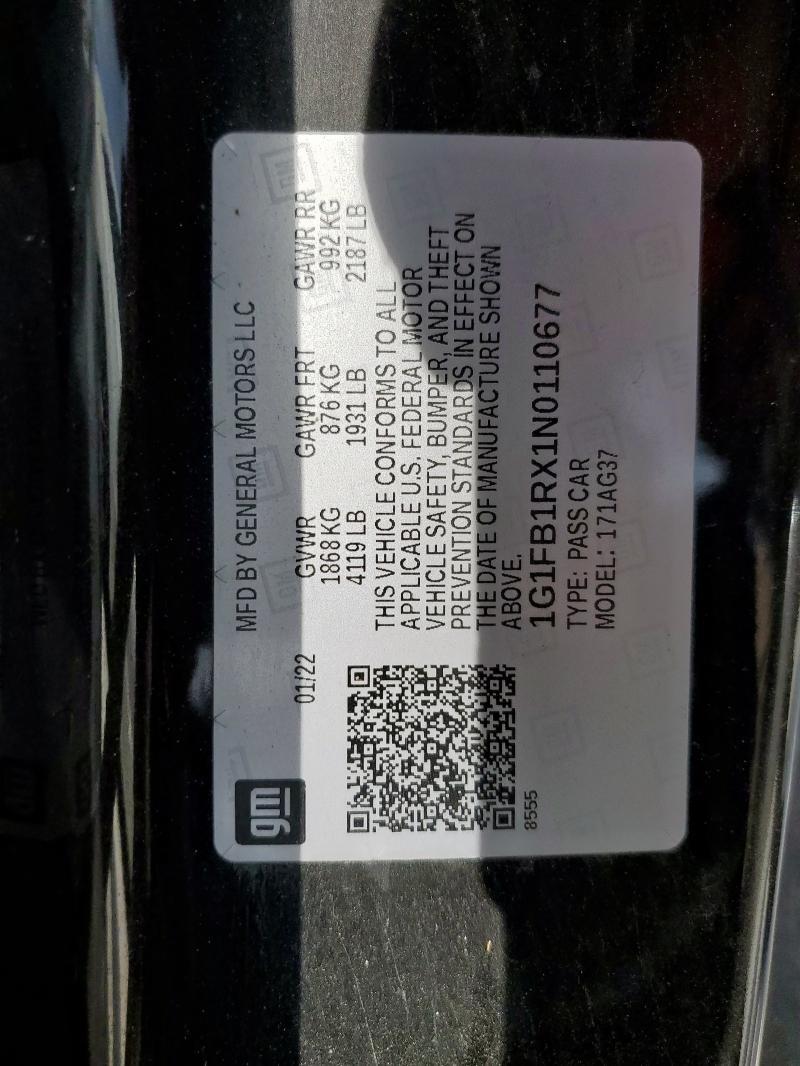 gm
MFD BY GENERAL MOTORS LLC
01/22
GVWR GAWR FRT GAWR RR
1868 KG 876 KG 992 KG
4119 LB 1931 LB 2187 LB
THIS VEHICLE CONFORMS TO ALL
APPLICABLE U.S. FEDERAL MOTOR
VEHICLE SAFETY, BUMPER, AND THEFT
PREVENTION STANDARDS IN EFFECT ON
THE DATE OF MANUFACTURE SHOWN
ABOVE.
1G1FB1RX1N0110677
TYPE: PASS CAR
MODEL: 171AG37
8555